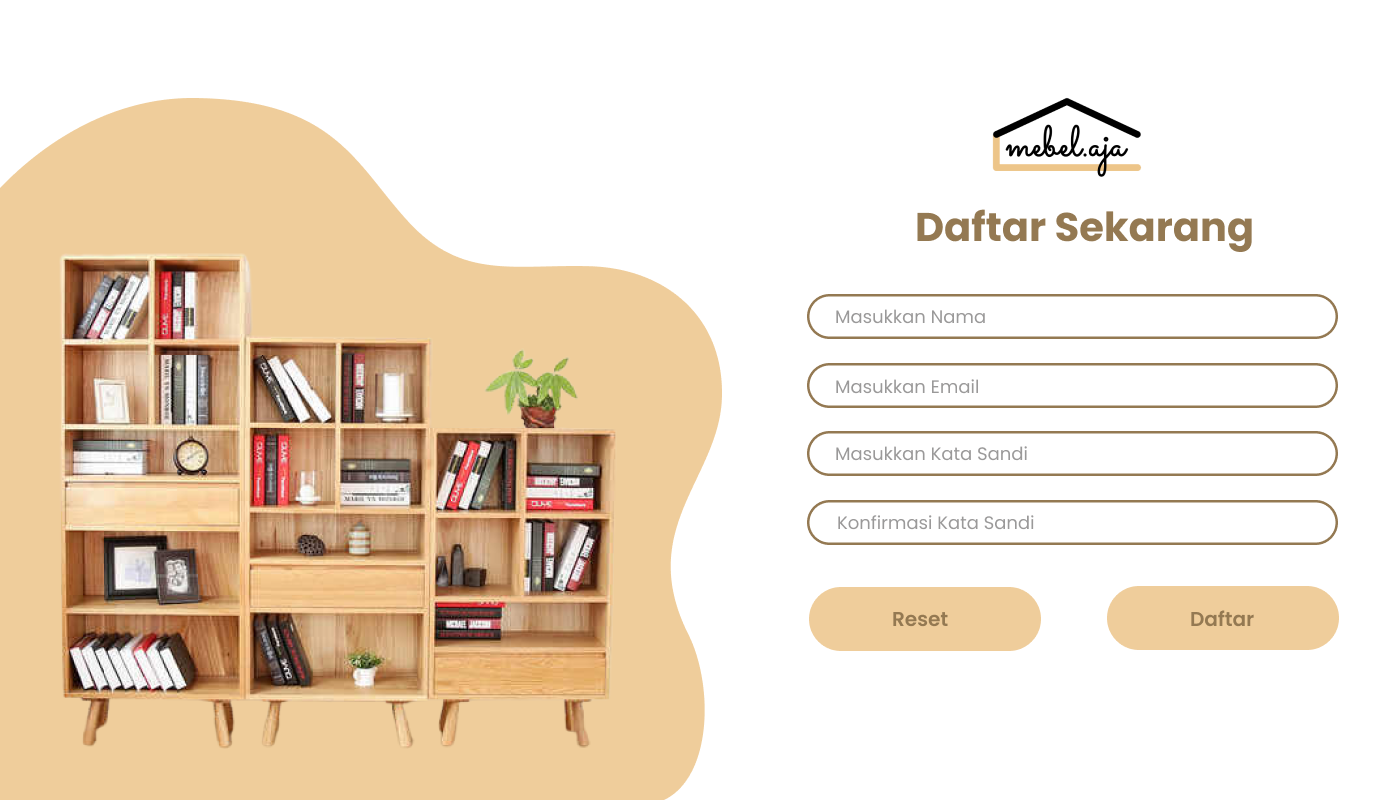 mebel.aja
Daftar Sekarang
Masukkan Nama
Masukkan Email
Masukkan Kata Sandi
Konfirmasi Kata Sandi
Reset
Daftar